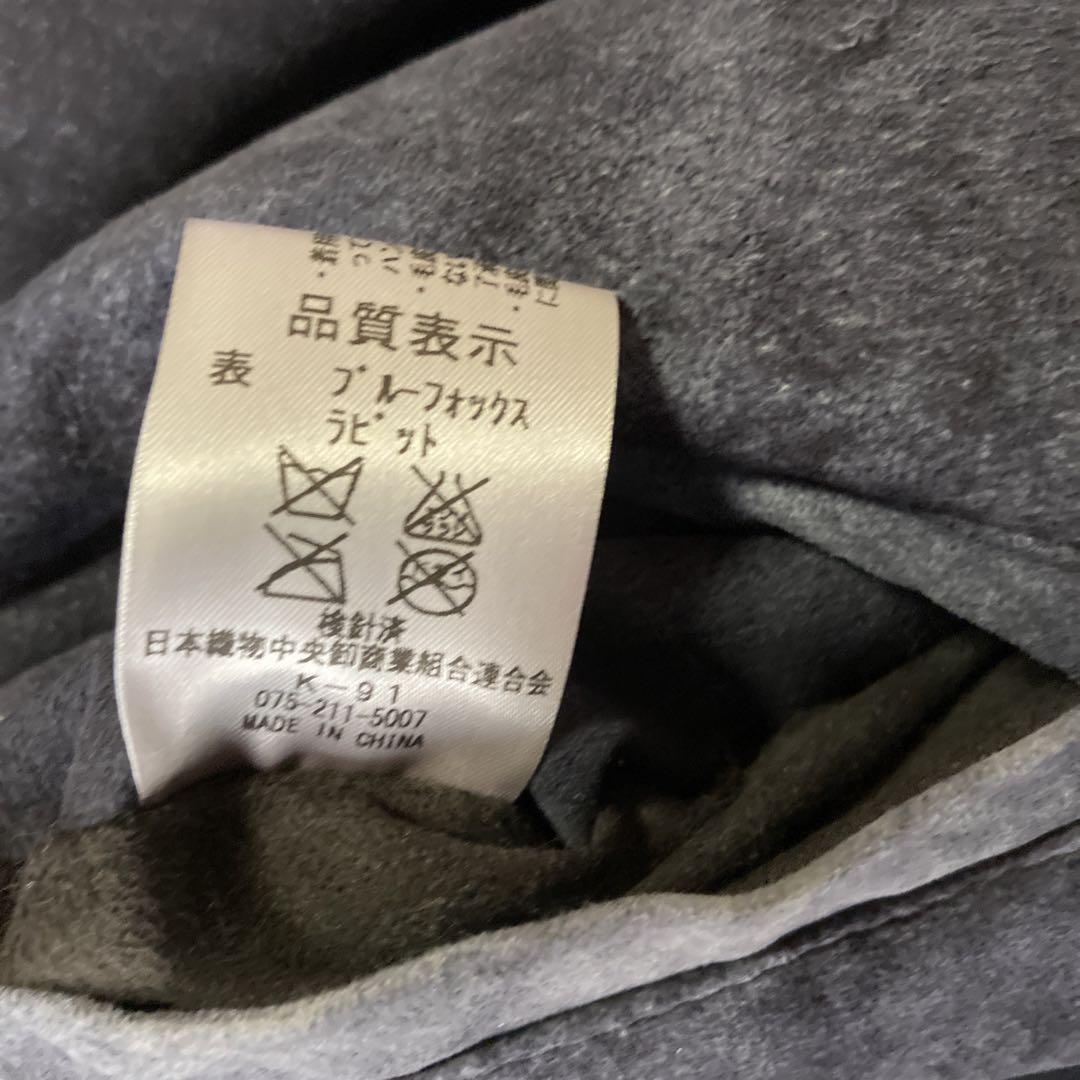 品質表示
表 ブルーフォックス
ラビット
検針済
日本織物中央卸商業組合連合会
K-91
075-211-5007
MADE IN CHINA